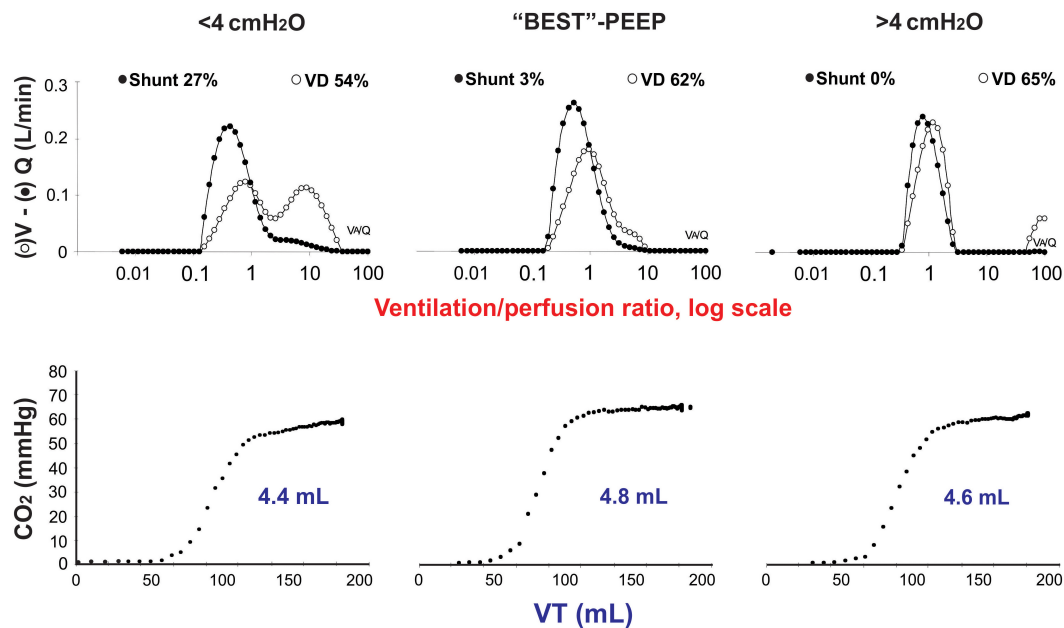 <4 cmH2O
“BEST”-PEEP
>4 cmH2O
Shunt 27%
VD 54%
Shunt 3%
VD 62%
Shunt 0%
VD 65%
(○)V - (●) Q (L/min)
0.3
0.2
0.1
0
VA/Q
VA/Q
VA/Q
0.01 0.1 1 10 100
0.01 0.1 1 10 100
0.01 0.1 1 10 100
Ventilation/perfusion ratio, log scale
CO2 (mmHg)
80
70
60
50
40
30
20
10
0
4.4 mL
4.8 mL
4.6 mL
0 50 100 150 200
0 50 100 150 200
0 50 100 150 200
VT (mL)